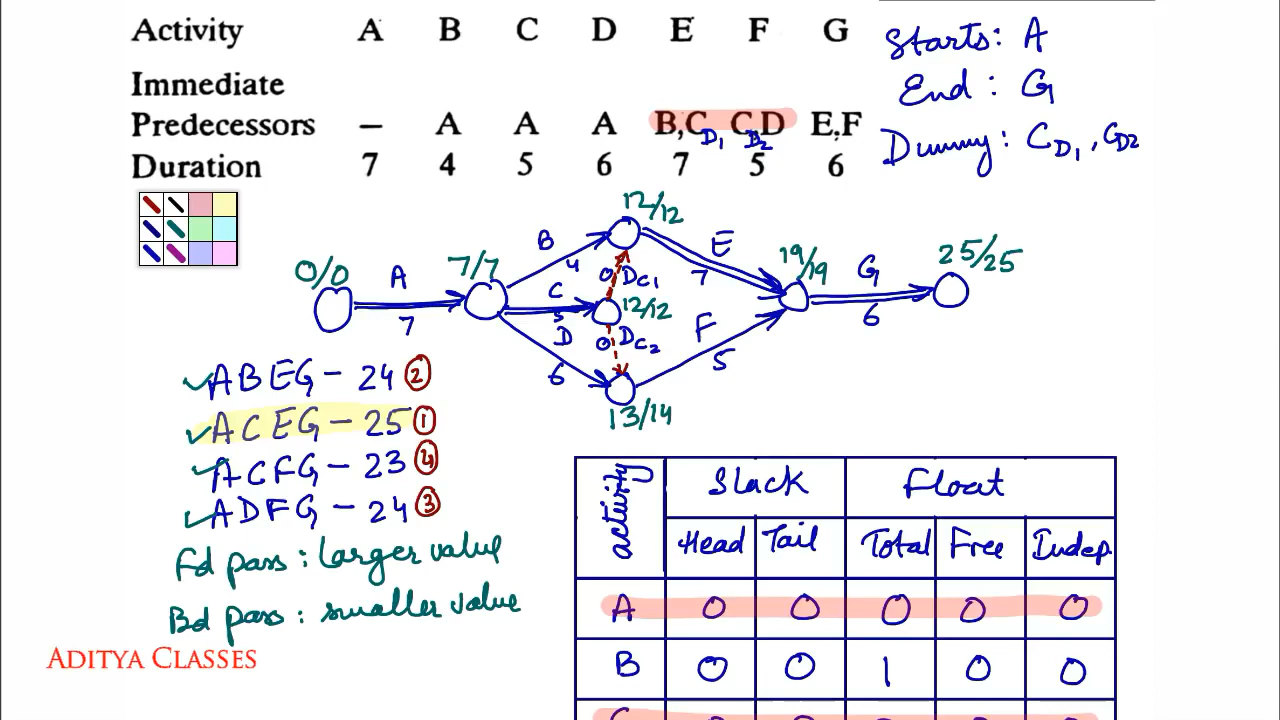 Activity A B C D E F G
Immediate
Predecessors – A A A B,C C,D E,F
D1 D2
Duration 7 4 5 6 7 5 6
Starts: A
End : G
Dummy: CD1, CD2
12/12
B
4
E
7
0/0
A
7
7/7
C
5
0 DC1
12/12
19/19
G
6
25/25
D
6
0 DC2
F
5
13/14
ABEG - 24 2
ACEG - 25 1
ACFG - 23 4
ADFG - 24 3
Fd pass : larger value
Bd pass : smaller value
ADITYA CLASSES
activity Slack Float
Head Tail Total Free Indep.
A 0 0 0 0 0
B 0 0 1 0 0